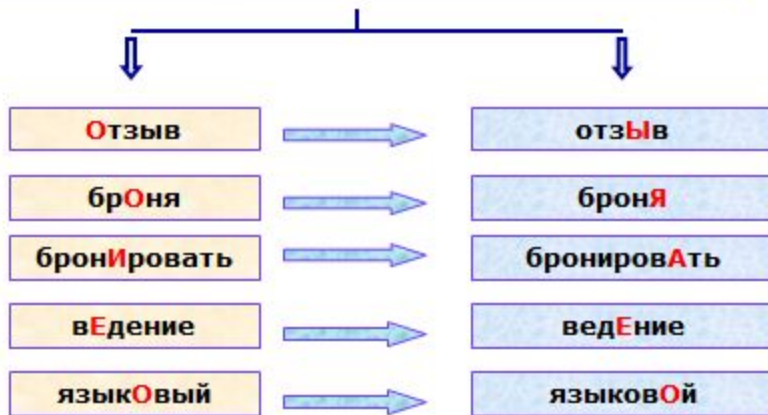 Отзыв отзЫв
брОня бронЯ
бронИровать бронировАть
вЕдение ведЕние
языкОвый языковОй